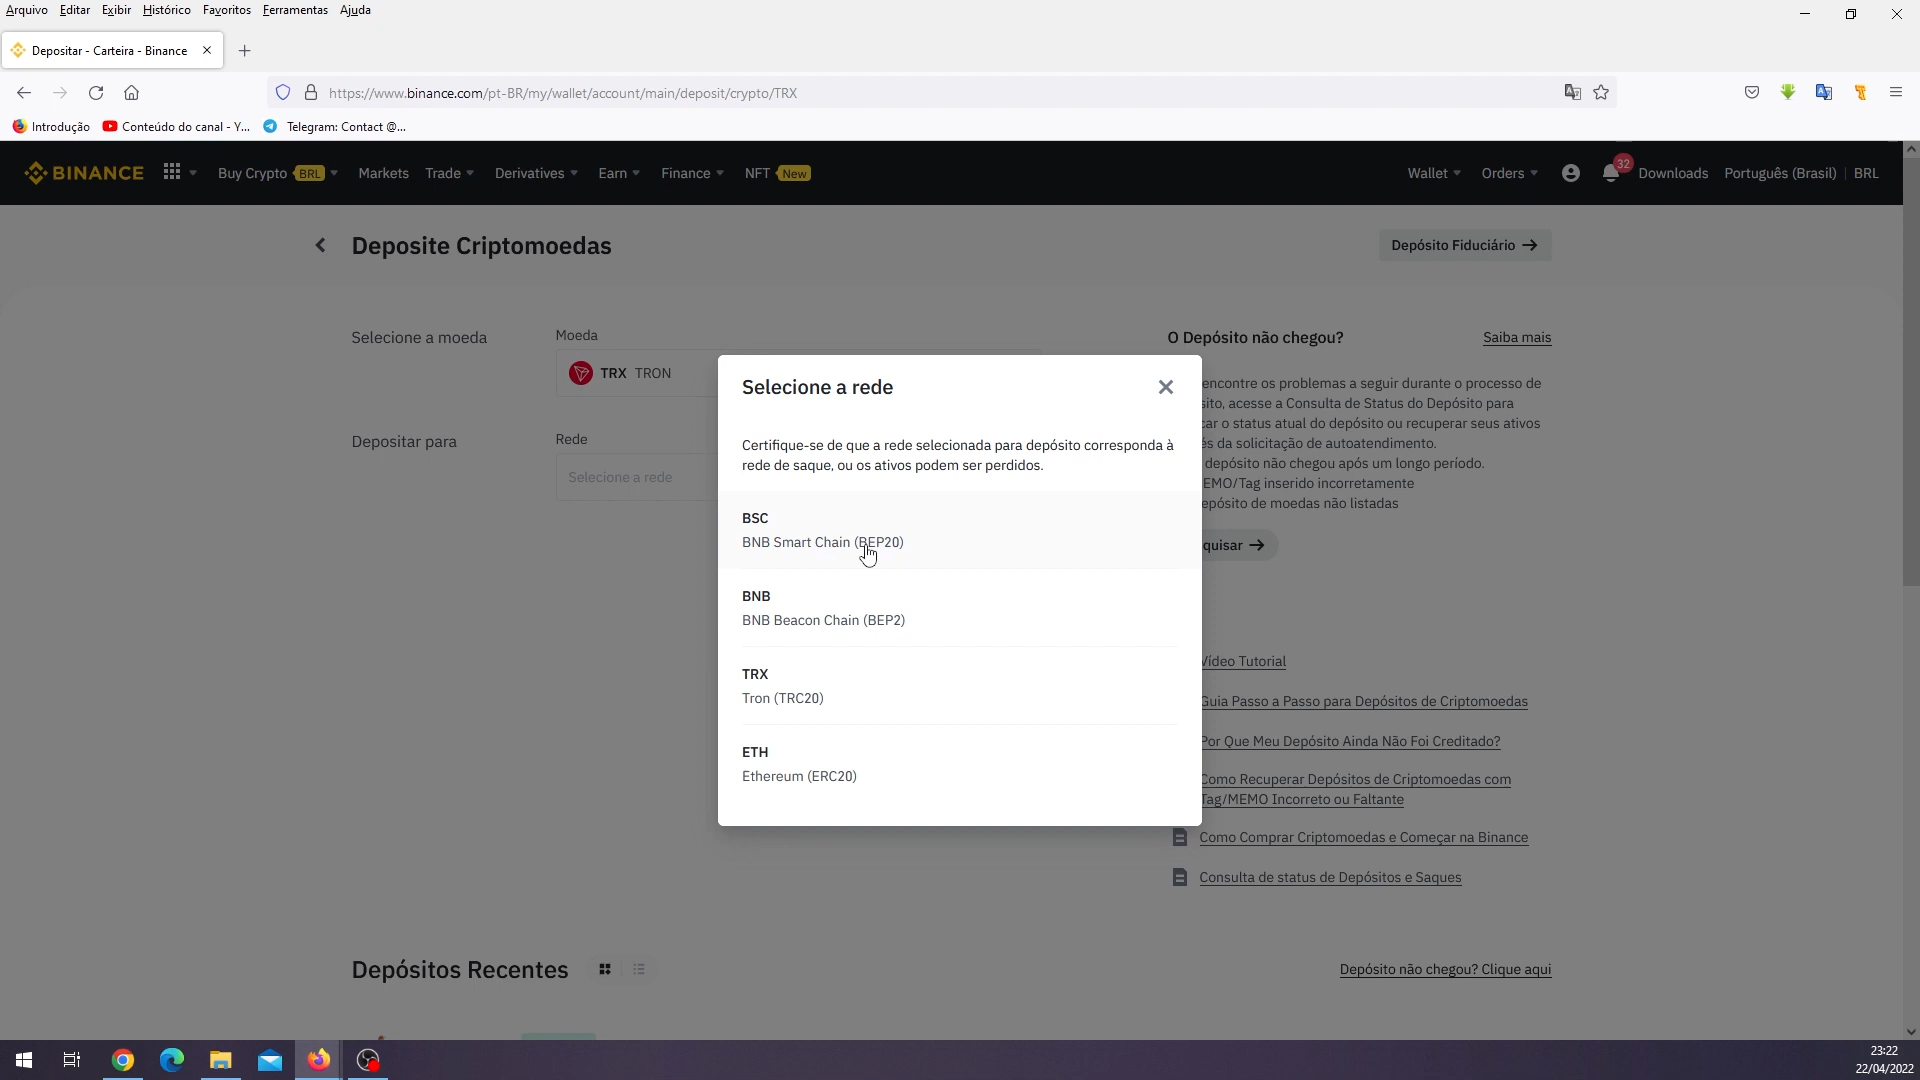 Arquivo Editar Exibir Histórico Favoritos Ferramentas Ajuda
Depositar - Carteira - Binance
https://www.binance.com/pt-BR/my/wallet/account/main/deposit/crypto/TRX
Introdução Conteúdo do canal - Y... Telegram: Contact @...
BINANCE Buy Crypto BRL Markets Trade Derivatives Earn Finance NFT New Wallet Orders 32 Downloads Português (Brasil) BRL
Deposite Criptomoedas
Depósito Fiduciário
Selecione a moeda
Moeda
TRX TRON
Depositar para
Rede
Selecione a rede
Selecione a rede
Certifique-se de que a rede selecionada para depósito corresponda à
rede de saque, ou os ativos podem ser perdidos.
BSC
BNB Smart Chain (BEP20)
BNB
BNB Beacon Chain (BEP2)
TRX
Tron (TRC20)
ETH
Ethereum (ERC20)
O Depósito não chegou? Saiba mais
encontre os problemas a seguir durante o processo de
sito, acesse a Consulta de Status do Depósito para
car o status atual do depósito ou recuperar seus ativos
és da solicitação de autoatendimento.
depósito não chegou após um longo período.
EMO/Tag inserido incorretamente
epósito de moedas não listadas
quisar
Vídeo Tutorial
Guia Passo a Passo para Depósitos de Criptomoedas
Por Que Meu Depósito Ainda Não Foi Creditado?
Como Recuperar Depósitos de Criptomoedas com
Tag/MEMO Incorreto ou Faltante
Como Comprar Criptomoedas e Começar na Binance
Consulta de status de Depósitos e Saques
Depósitos Recentes
Depósito não chegou? Clique aqui
23:22
22/04/2022